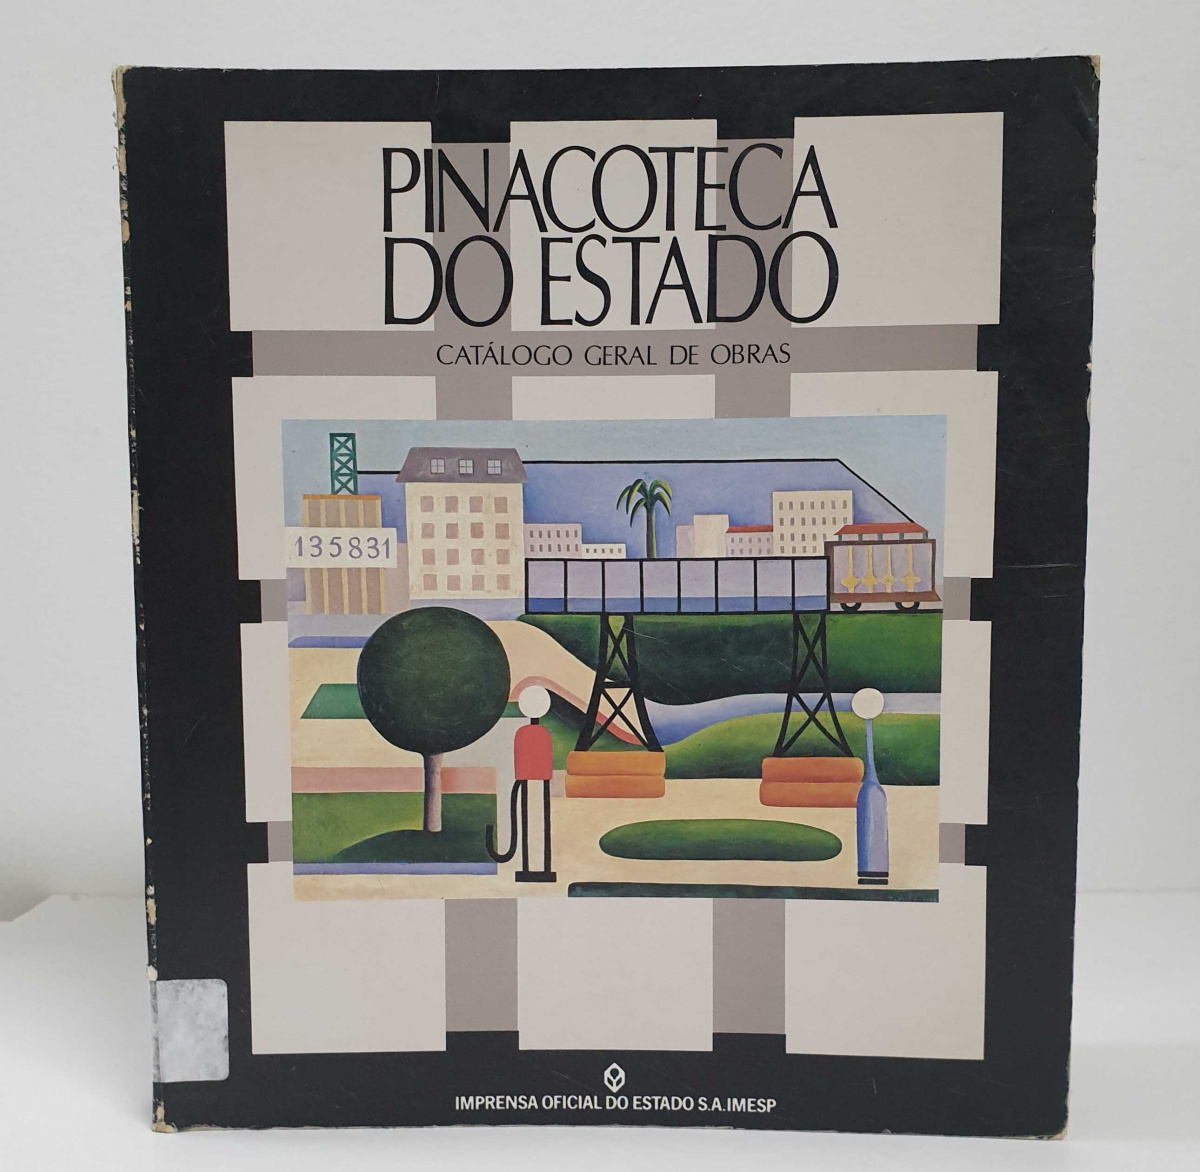 PINACOTECA
DO ESTADO
CATÁLOGO GERAL DE OBRAS
135831
IMPRENSA OFICIAL DO ESTADO S.A.IMESP